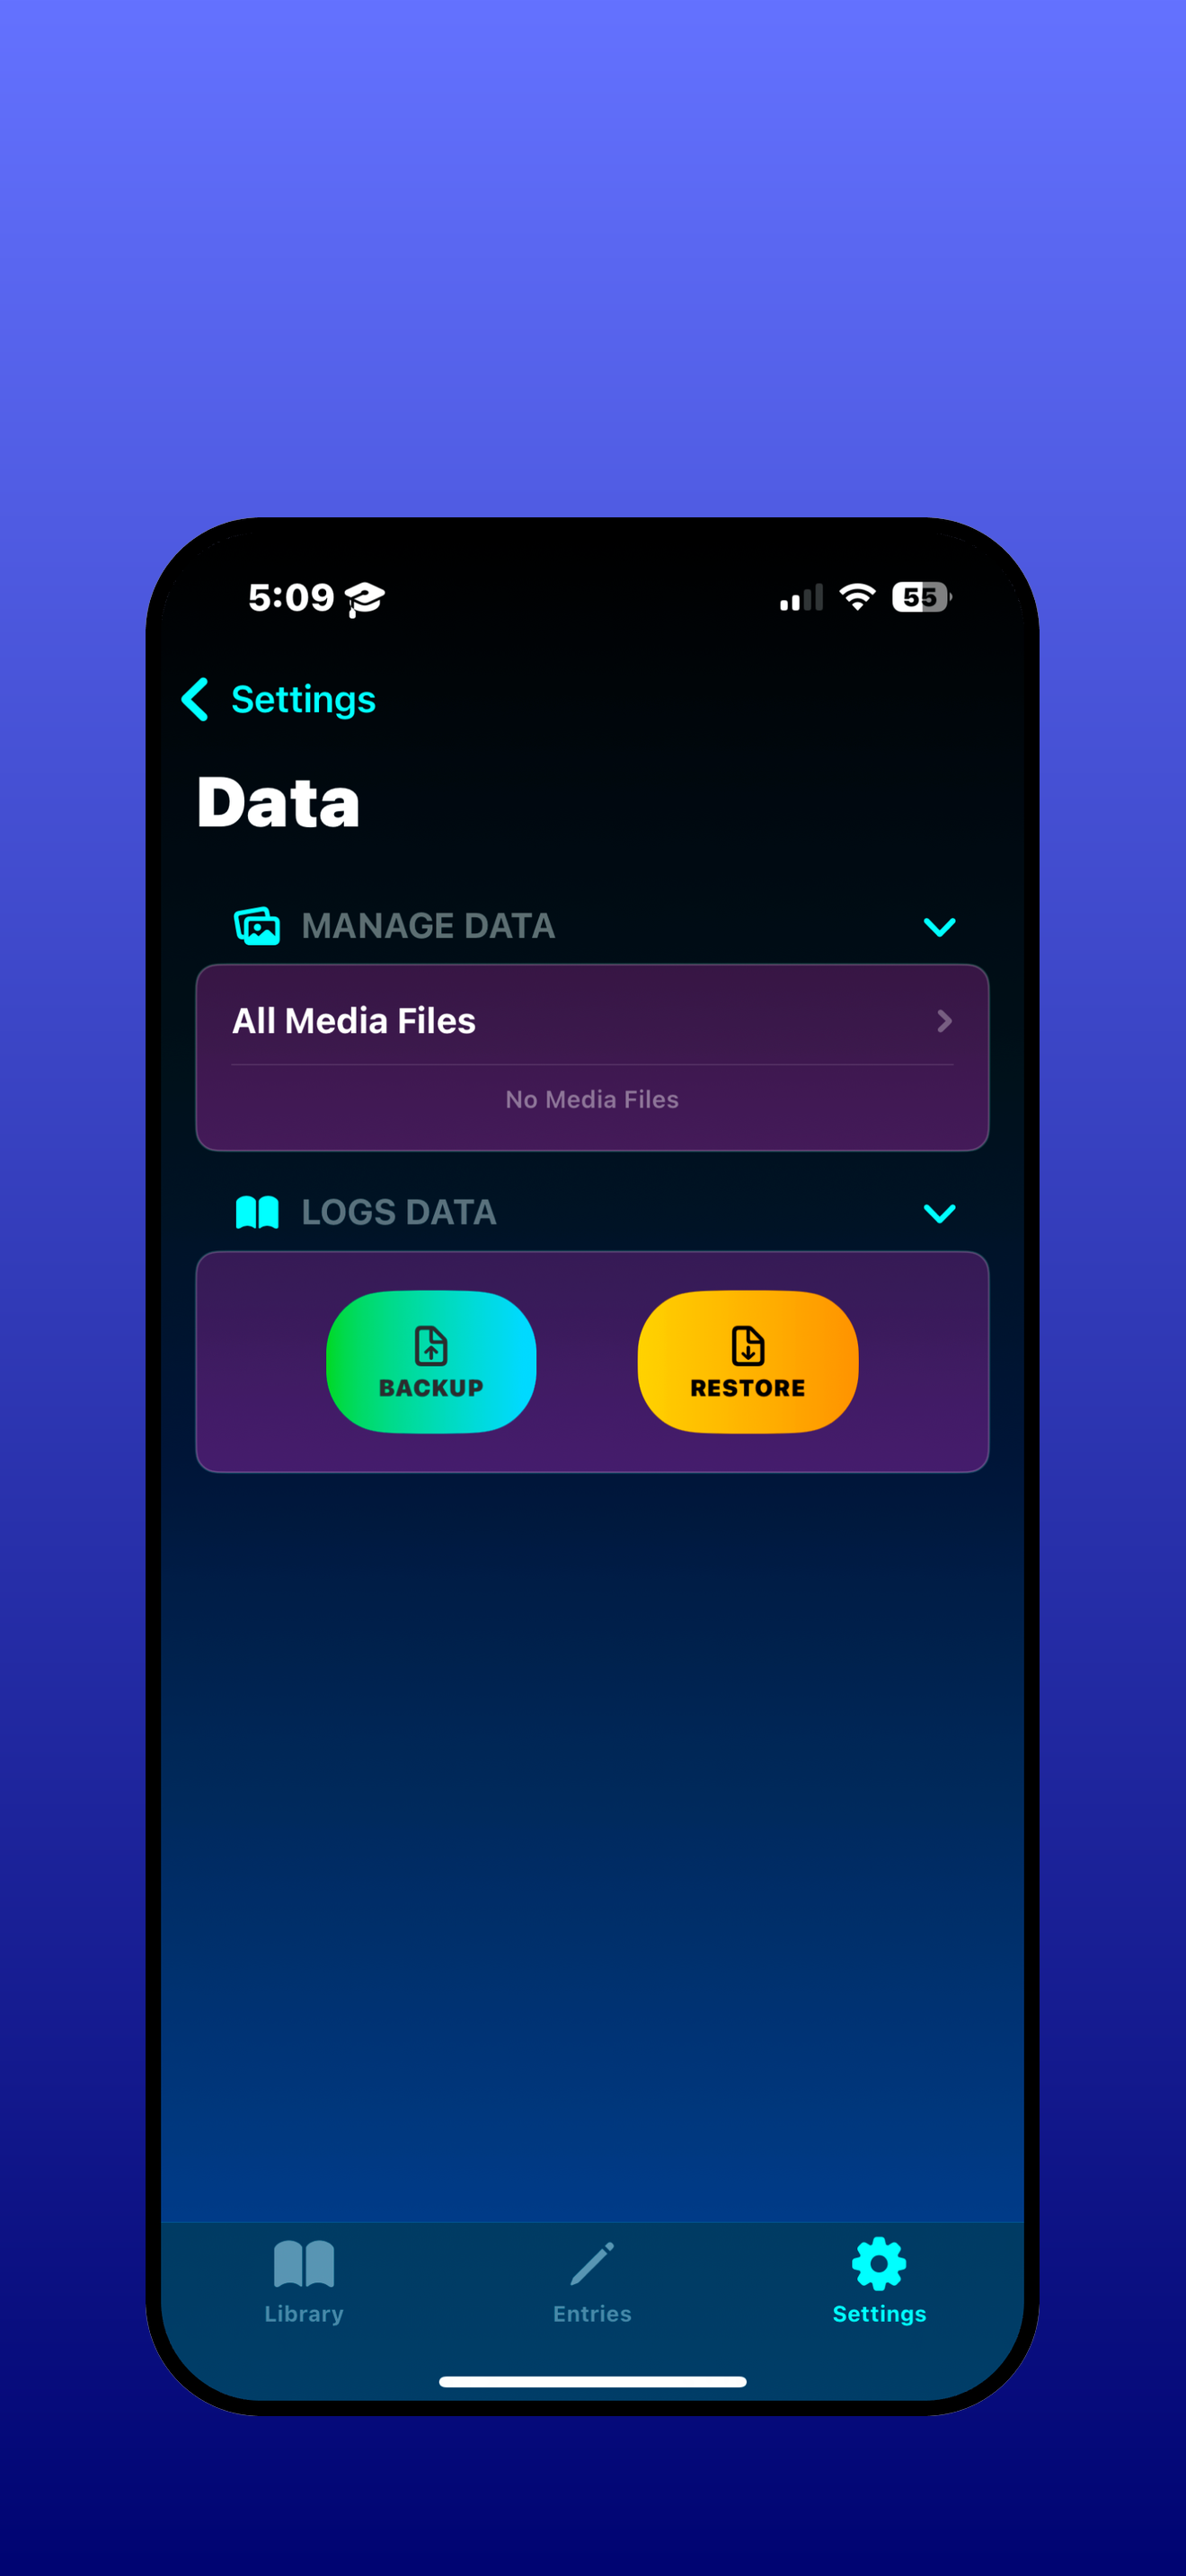 5:09
55
Settings
Data
MANAGE DATA
All Media Files
No Media Files
LOGS DATA
BACKUP
RESTORE
Library
Entries
Settings